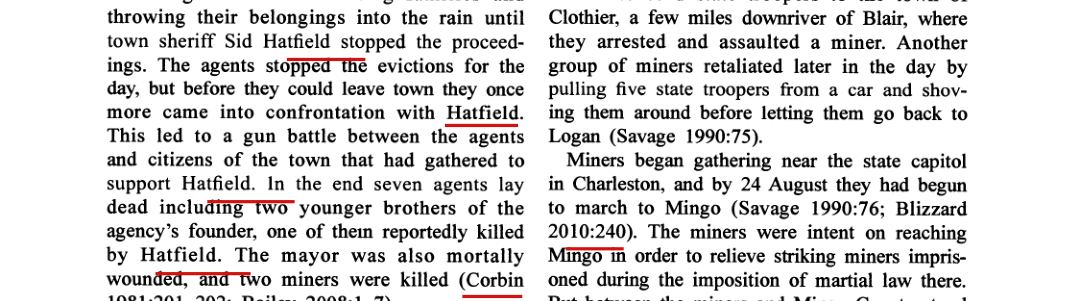 throwing their belongings into the rain until
town sheriff Sid Hatfield stopped the proceed-
ings. The agents stopped the evictions for the
day, but before they could leave town they once
more came into confrontation with Hatfield.
This led to a gun battle between the agents
and citizens of the town that had gathered to
support Hatfield. In the end seven agents lay
dead including two younger brothers of the
agency's founder, one of them reportedly killed
by Hatfield. The mayor was also mortally
wounded, and two miners were killed (Corbin
Clothier, a few miles downriver of Blair, where
they arrested and assaulted a miner. Another
group of miners retaliated later in the day by
pulling five state troopers from a car and shov-
ing them around before letting them go back to
Logan (Savage 1990:75).
Miners began gathering near the state capitol
in Charleston, and by 24 August they had begun
to march to Mingo (Savage 1990:76; Blizzard
2010:240). The miners were intent on reaching
Mingo in order to relieve striking miners impris-
oned during the imposition of martial law there.